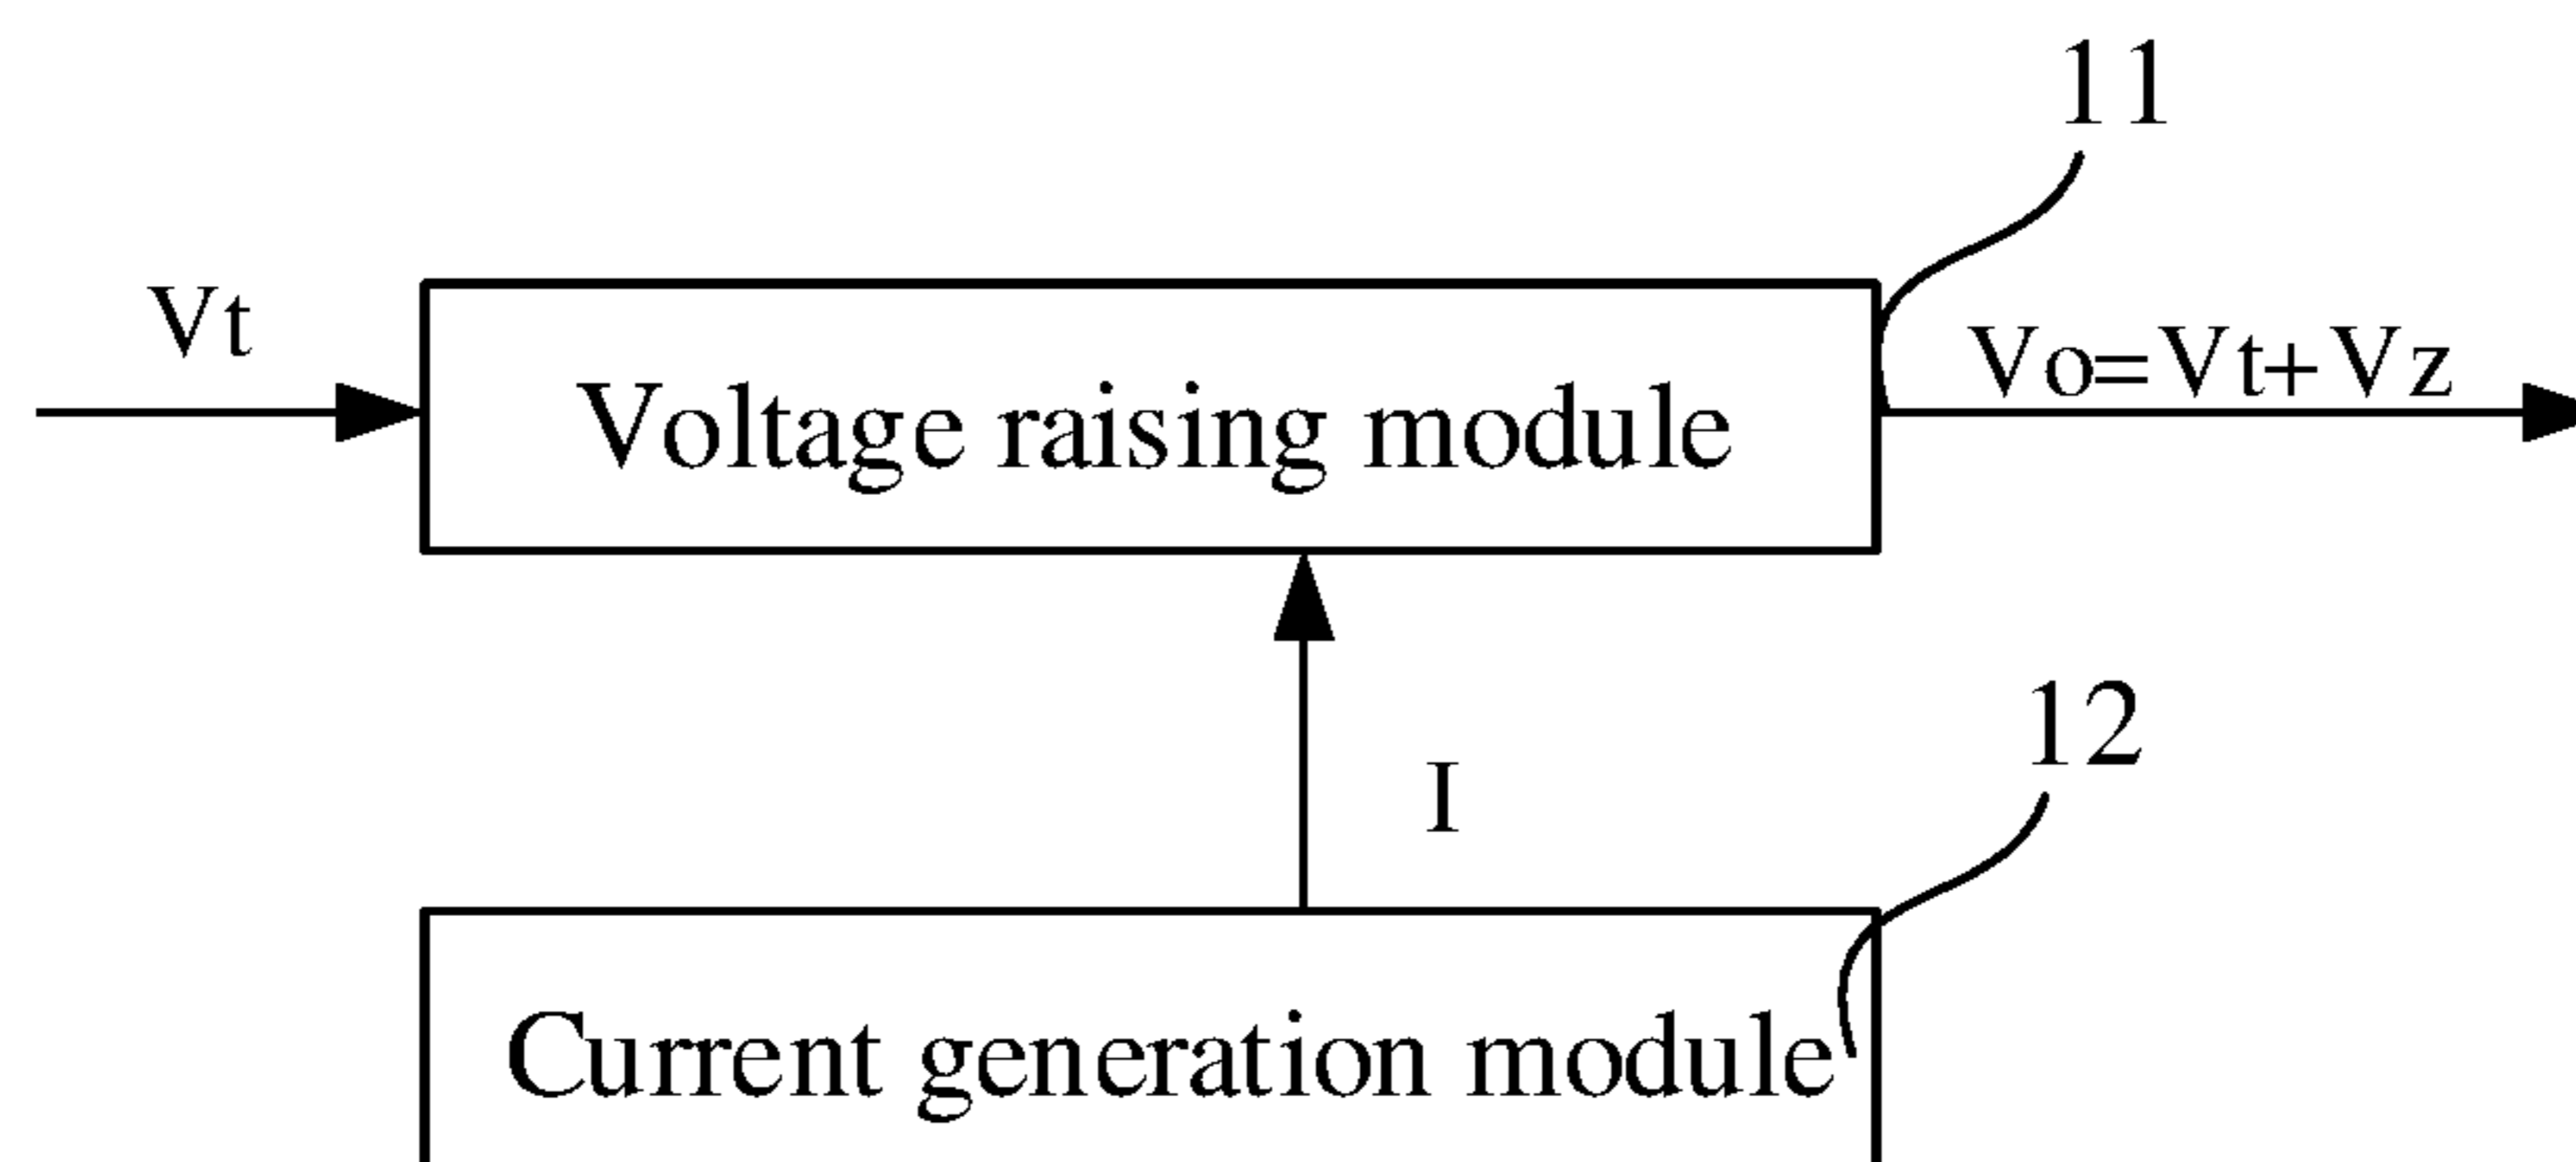 11
Vt
Vo=Vt+Vz
Voltage raising module
12
I
Current generation module